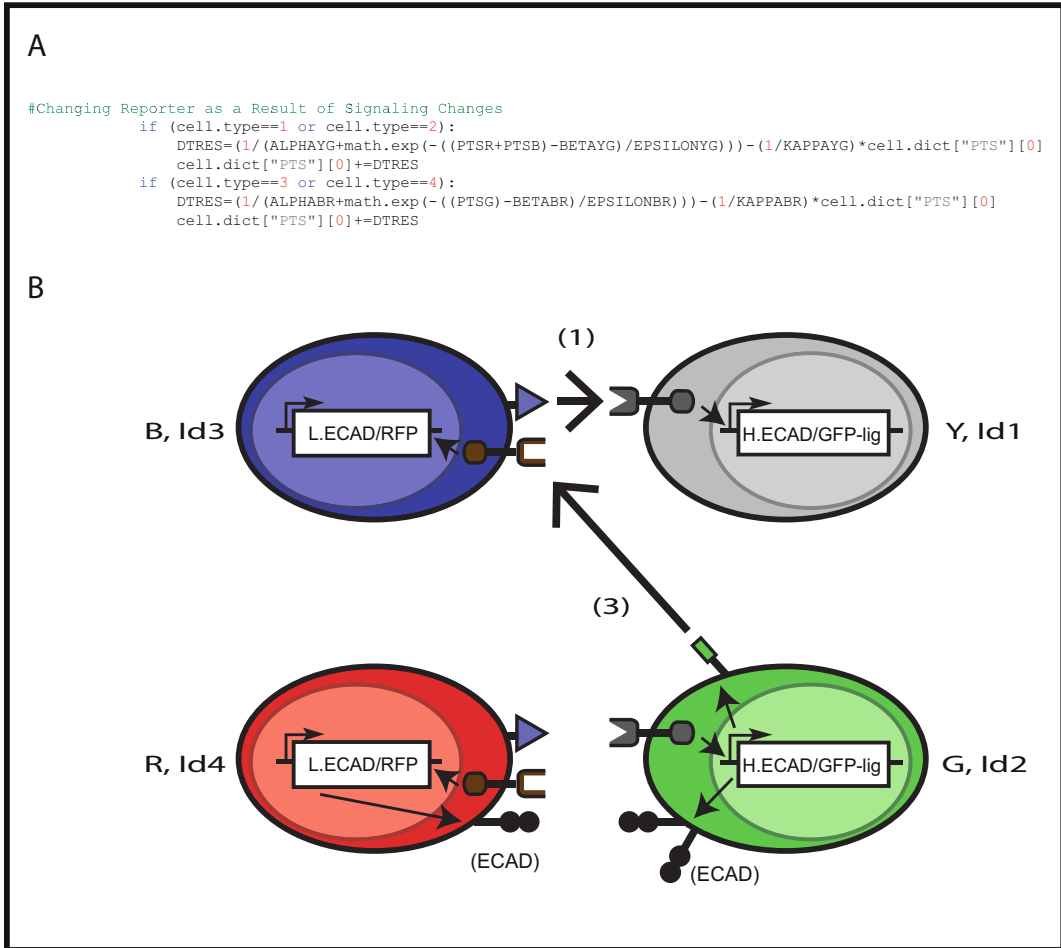 A
#Changing Reporter as a Result of Signaling Changes
if (cell.type==1 or cell.type==2):
DTRES=(1/(ALPHAYG+math.exp(-((PTSR+PTSB)-BETAYG)/EPSILONYG)))-(1/KAPPAYG)*cell.dict["PTS"][0]
cell.dict["PTS"][0]+=DTRES
if (cell.type==3 or cell.type==4):
DTRES=(1/(ALPHABR+math.exp(-((PTSG)-BETABR)/EPSILONBR)))-(1/KAPPABR)*cell.dict["PTS"][0]
cell.dict["PTS"][0]+=DTRES
B
(1)
B, Id3
L.ECAD/RFP
H.ECAD/GFP-lig
Y, Id1
(3)
R, Id4
L.ECAD/RFP
H.ECAD/GFP-lig
G, Id2
(ECAD)
(ECAD)